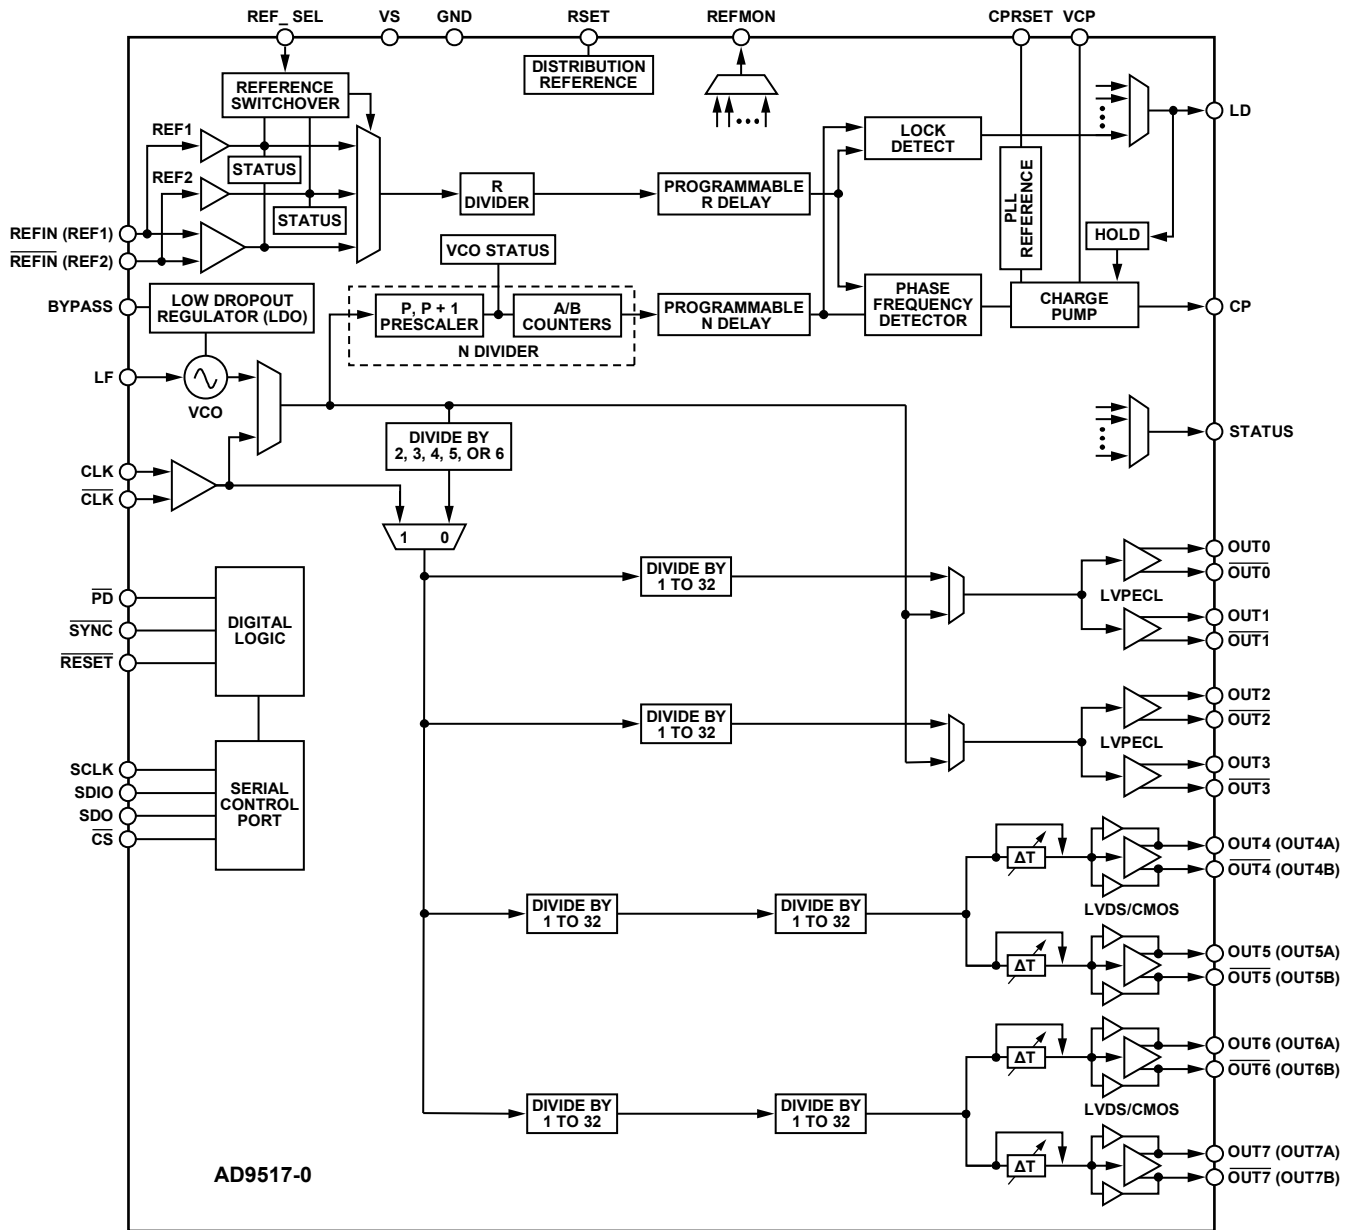 REF_ SEL VS GND RSET REFMON CPRSET VCP
DISTRIBUTION
REFERENCE
REFERENCE
SWITCHOVER
LD
REF1
LOCK
DETECT
STATUS
REF2
R
DIVIDER
PROGRAMMABLE
R DELAY
PLL
REFERENCE
STATUS
REFIN (REF1)
REFIN (REF2)
HOLD
VCO STATUS
BYPASS
LOW DROPOUT
REGULATOR (LDO)
P, P + 1
PRESCALER
A/B
COUNTERS
PROGRAMMABLE
N DELAY
PHASE
FREQUENCY
DETECTOR
CHARGE
PUMP
CP
N DIVIDER
LF
VCO
DIVIDE BY
2, 3, 4, 5, OR 6
STATUS
CLK
CLK
1 0
DIVIDE BY
1 TO 32
OUT0
OUT0
LVPECL
OUT1
OUT1
PD
SYNC
RESET
DIGITAL
LOGIC
DIVIDE BY
1 TO 32
OUT2
OUT2
LVPECL
OUT3
OUT3
SCLK
SDIO
SDO
CS
SERIAL
CONTROL
PORT
ΔT
OUT4 (OUT4A)
OUT4 (OUT4B)
DIVIDE BY
1 TO 32
DIVIDE BY
1 TO 32
LVDS/CMOS
ΔT
OUT5 (OUT5A)
OUT5 (OUT5B)
ΔT
OUT6 (OUT6A)
OUT6 (OUT6B)
DIVIDE BY
1 TO 32
DIVIDE BY
1 TO 32
LVDS/CMOS
ΔT
OUT7 (OUT7A)
OUT7 (OUT7B)
AD9517-0